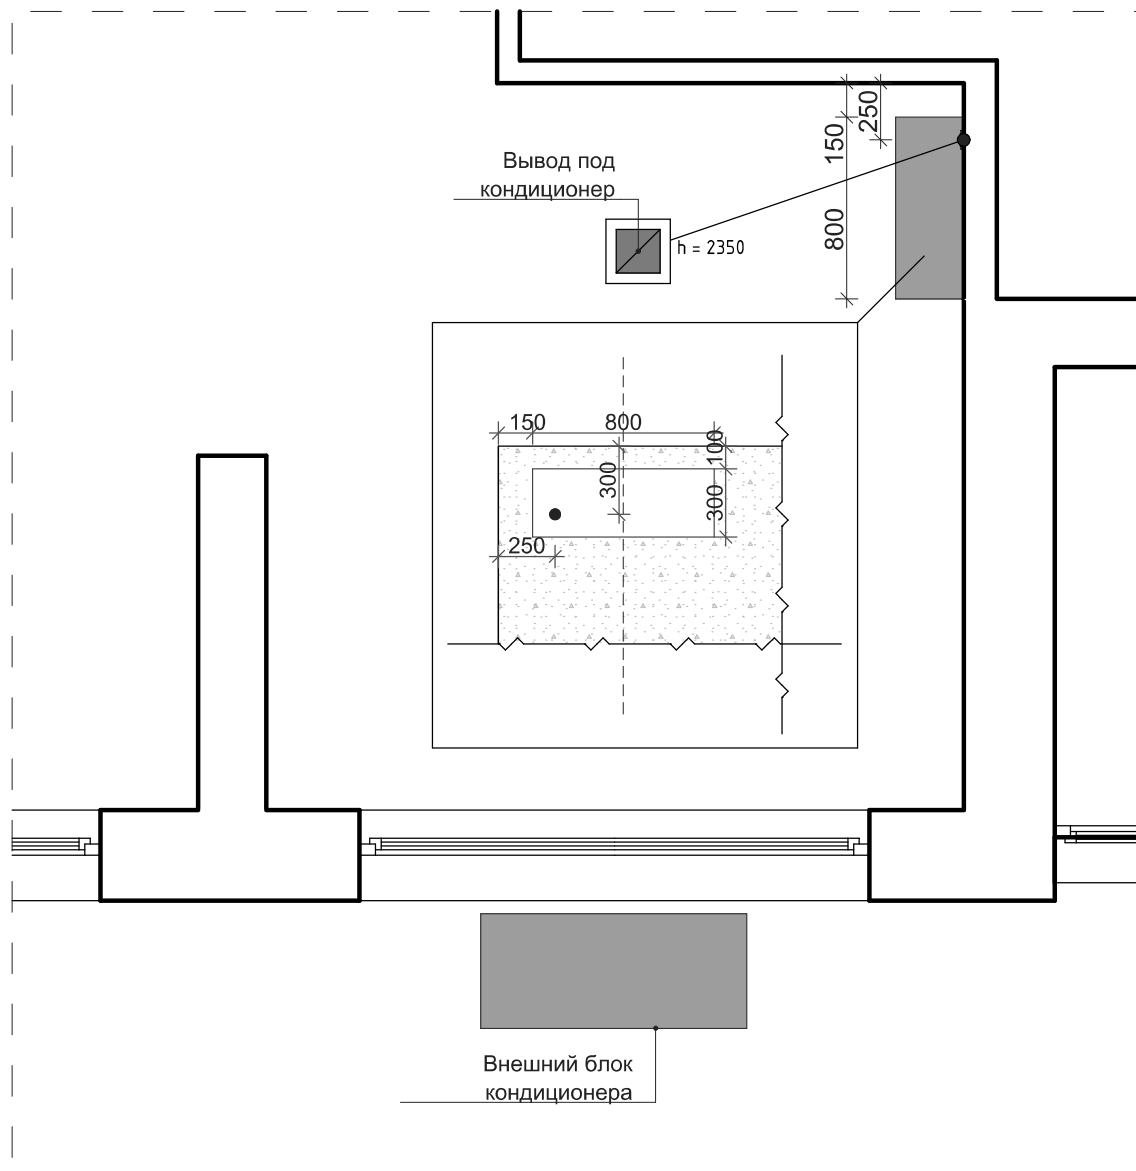 150
250
800
Вывод под
кондиционер
h = 2350
150
800
100
300
300
250
Внешний блок
кондиционера